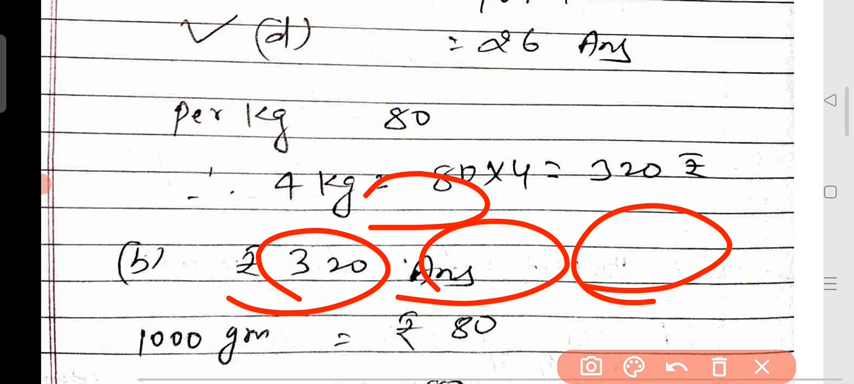 ✓ (d) = 26 Ans
per kg 80
∴ 4 kg = 80×4 = 320 ₹
(b) ₹ 320 Ans
1000 gm = ₹ 80